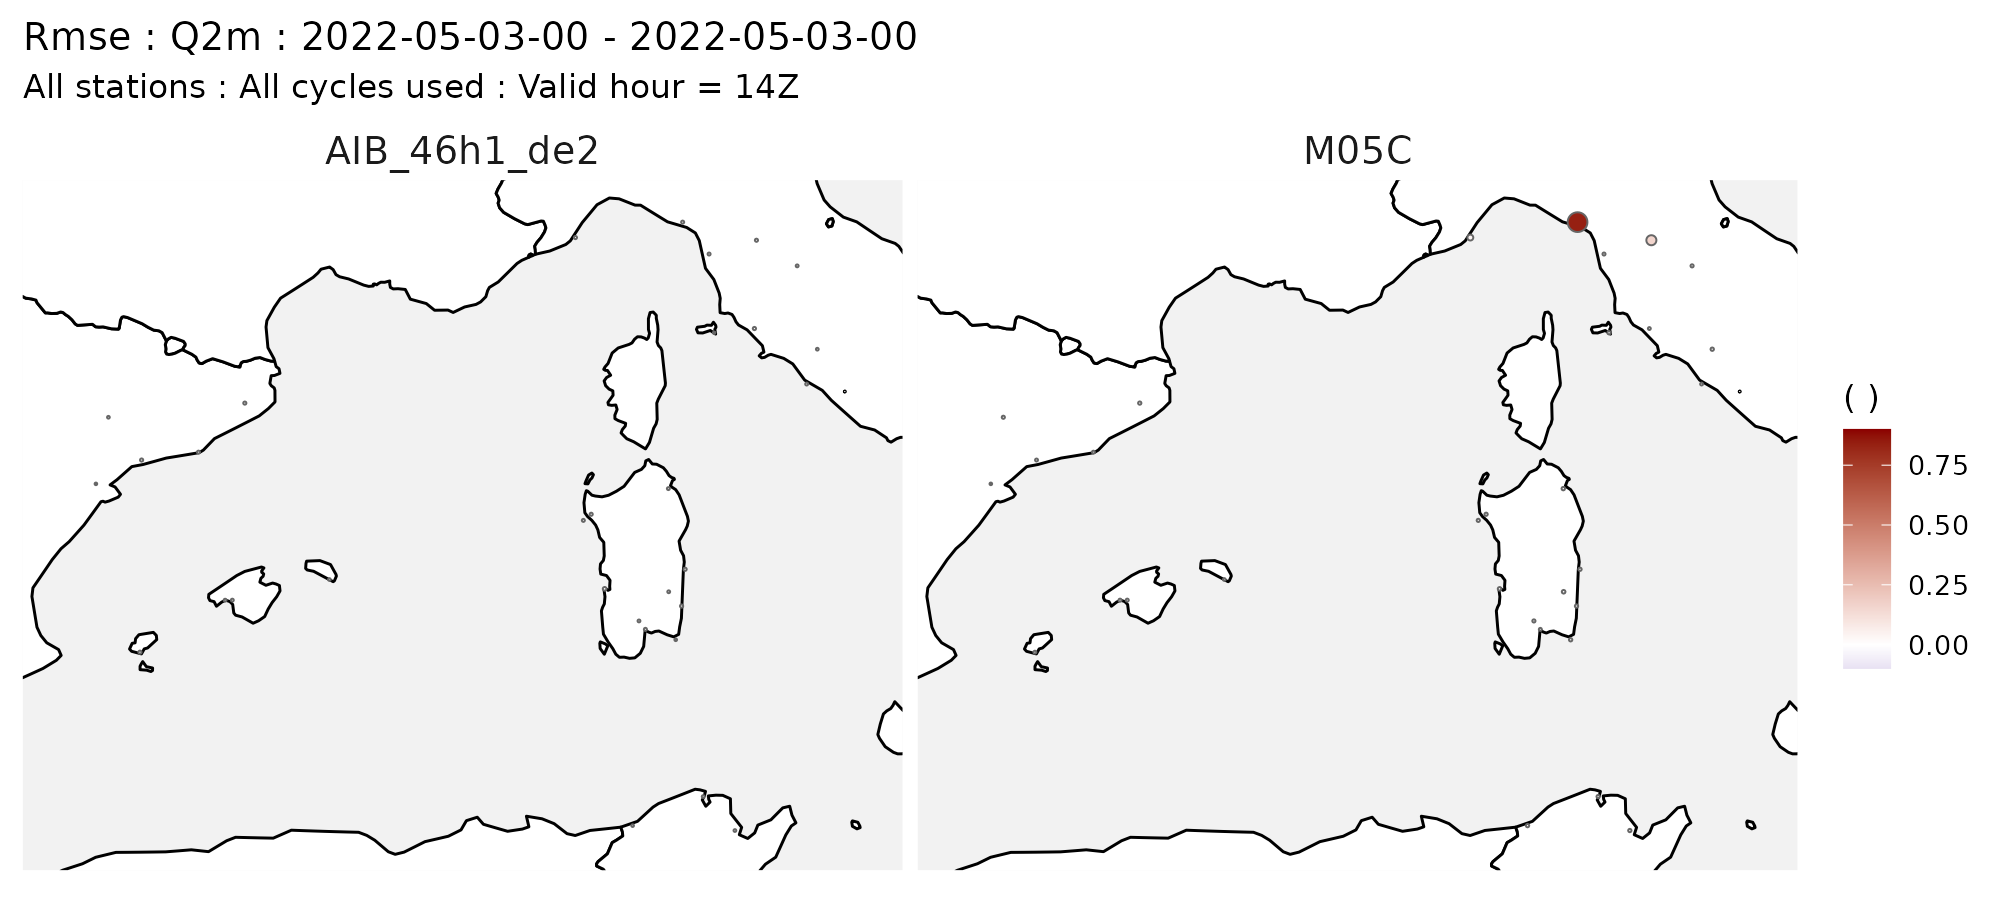 Rmse : Q2m : 2022-05-03-00 - 2022-05-03-00
All stations : All cycles used : Valid hour = 14Z
AIB_46h1_de2
M05C
( )
0.75
0.50
0.25
0.00